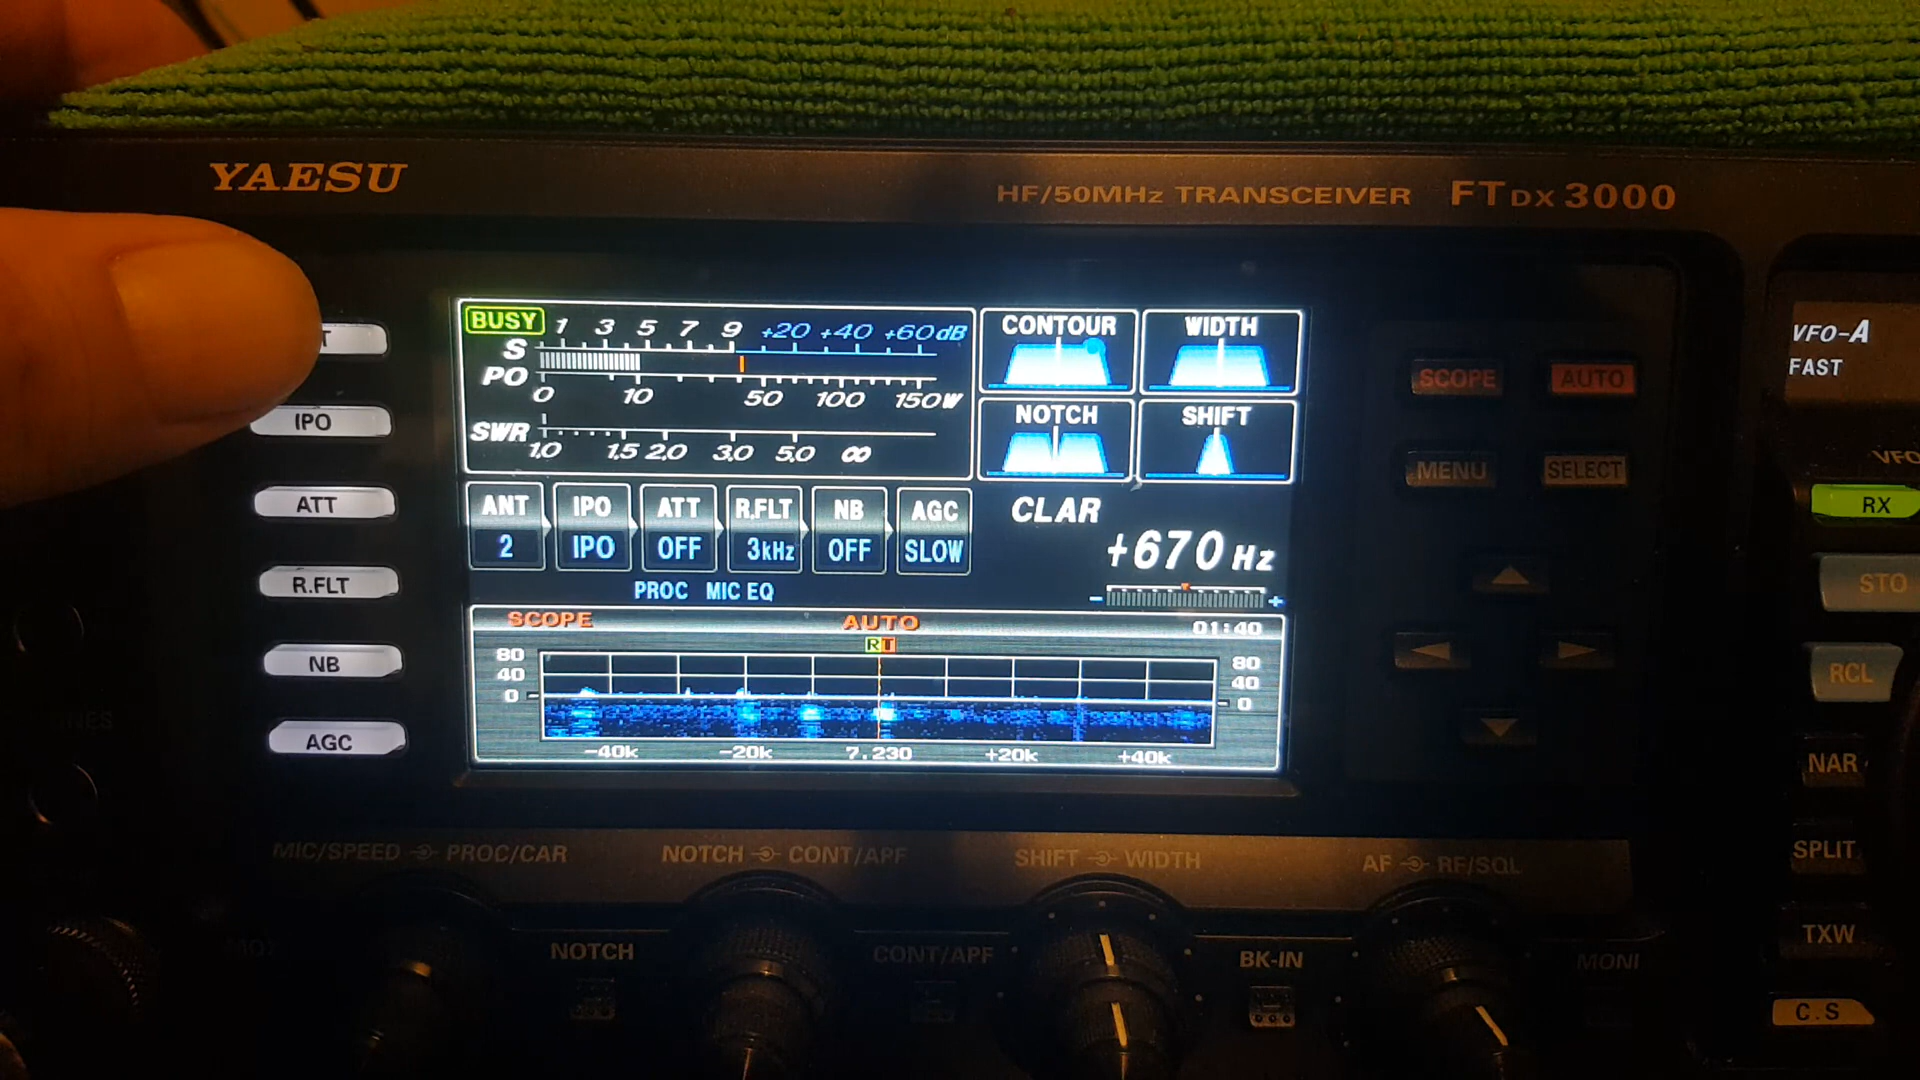 YAESU
HF/50MHz TRANSCEIVER FTDX3000
BUSY 1 3 5 7 9 +20 +40 +60dB
S
PO
0 10 50 100 150W
SWR
1.0 1.5 2.0 3.0 5.0 ∞
CONTOUR WIDTH
NOTCH SHIFT
ANT IPO ATT R.FLT NB AGC
2 IPO OFF 3kHz OFF SLOW
PROC MIC EQ
CLAR
+670 Hz
- +
SCOPE AUTO 01:40
RT
80 80
40 40
0 0
-40k -20k 7.230 +20k +40k
T
IPO
ATT
R.FLT
NB
AGC
SCOPE AUTO
MENU SELECT
VFO-A
FAST
VFO
RX
STO
RCL
NAR
SPLIT
TXW
C.S
MIC/SPEED PROC/CAR NOTCH CONT/APF SHIFT WIDTH AF RF/SQL
NOTCH CONT/APF BK-IN MONI